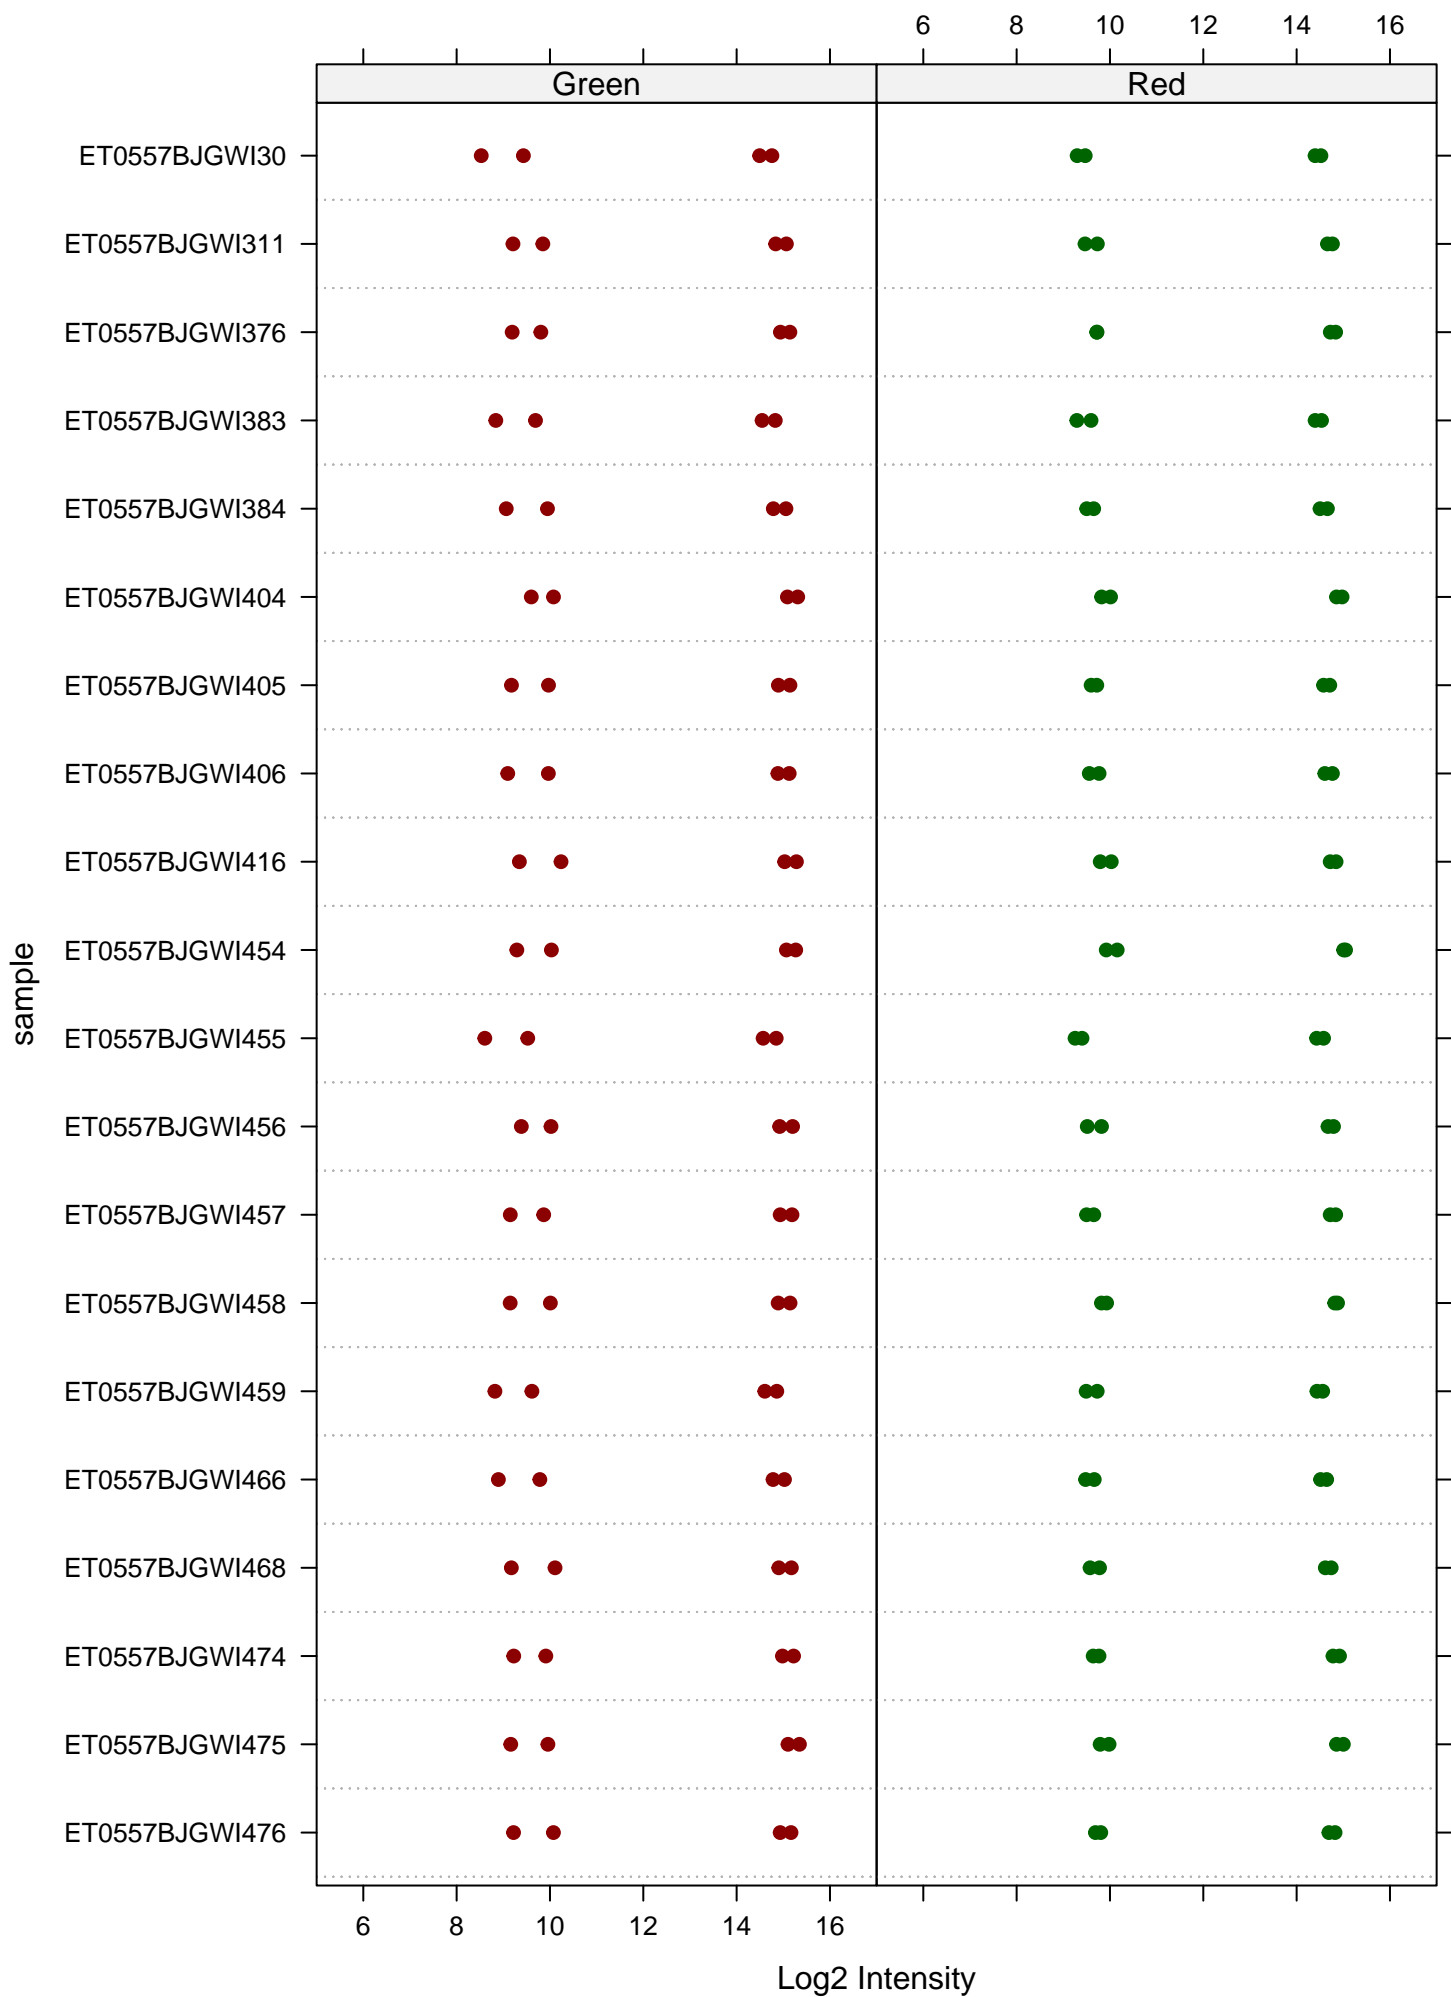 6 8 10 12 14 16
Green Red
ET0557BJGWI30
ET0557BJGWI311
ET0557BJGWI376
ET0557BJGWI383
ET0557BJGWI384
ET0557BJGWI404
ET0557BJGWI405
ET0557BJGWI406
ET0557BJGWI416
ET0557BJGWI454
ET0557BJGWI455
ET0557BJGWI456
ET0557BJGWI457
ET0557BJGWI458
ET0557BJGWI459
ET0557BJGWI466
ET0557BJGWI468
ET0557BJGWI474
ET0557BJGWI475
ET0557BJGWI476
sample
6 8 10 12 14 16
Log2 Intensity